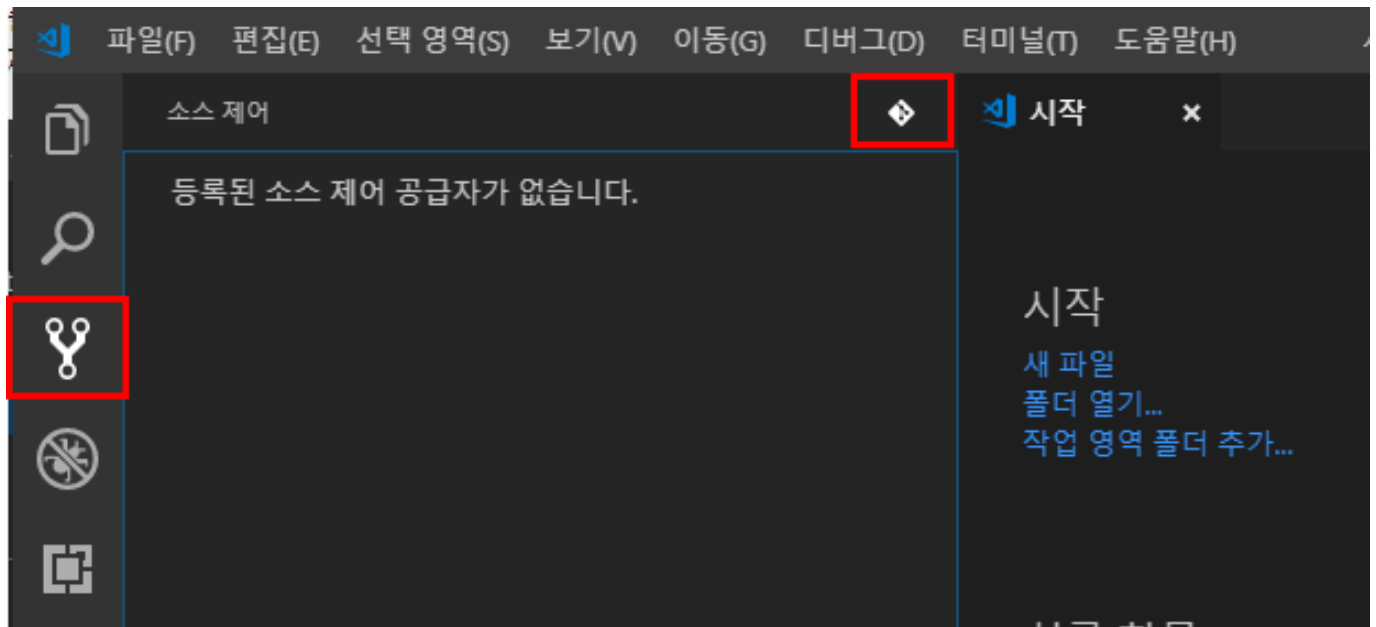 파일(F) 편집(E) 선택 영역(S) 보기(V) 이동(G) 디버그(D) 터미널(T) 도움말(H)
소스 제어
시작
등록된 소스 제어 공급자가 없습니다.
시작
새 파일
폴더 열기...
작업 영역 폴더 추가...